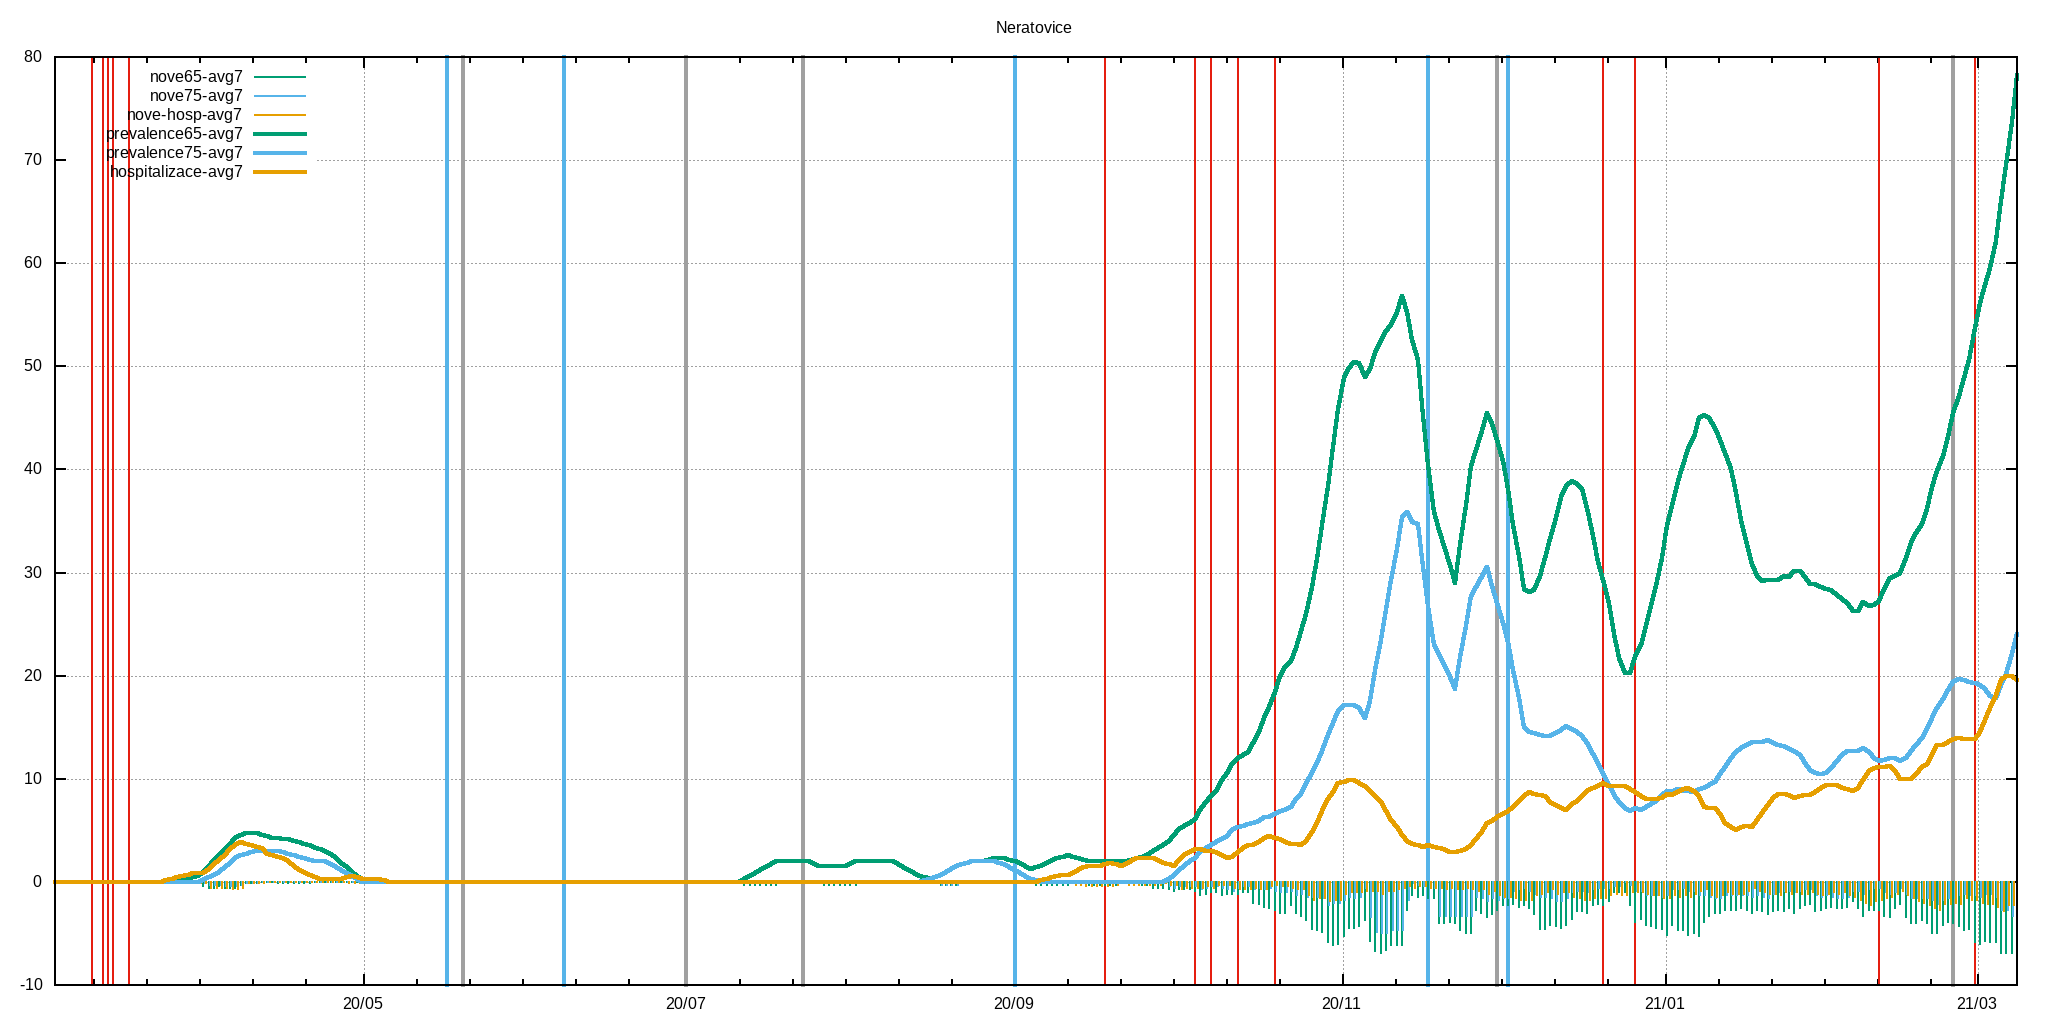 Neratovice
80
70
60
50
40
30
20
10
0
-10
nove65-avg7
nove75-avg7
nove-hosp-avg7
prevalence65-avg7
prevalence75-avg7
hospitalizace-avg7
20/05 20/07 20/09 20/11 21/01 21/03